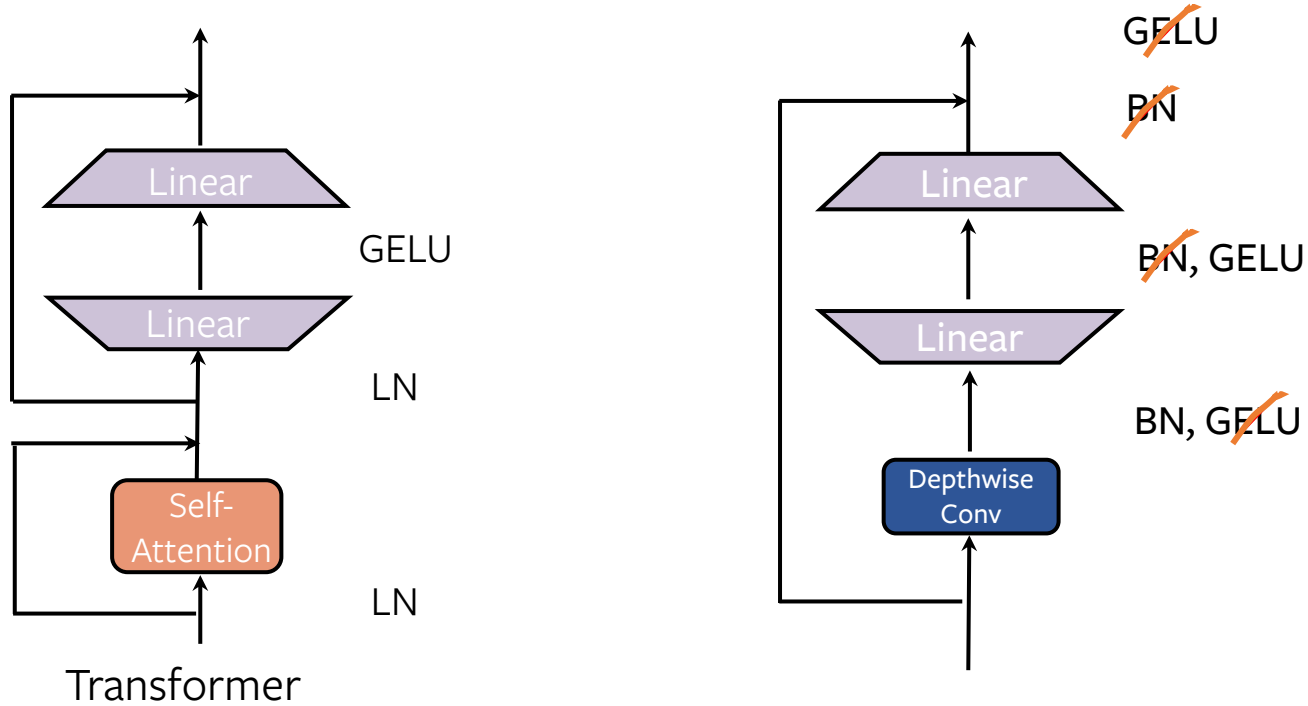 Linear
GELU
Linear
LN
Self-
Attention
LN
Transformer
GELU
BN
Linear
BN, GELU
Linear
BN, GELU
Depthwise
Conv